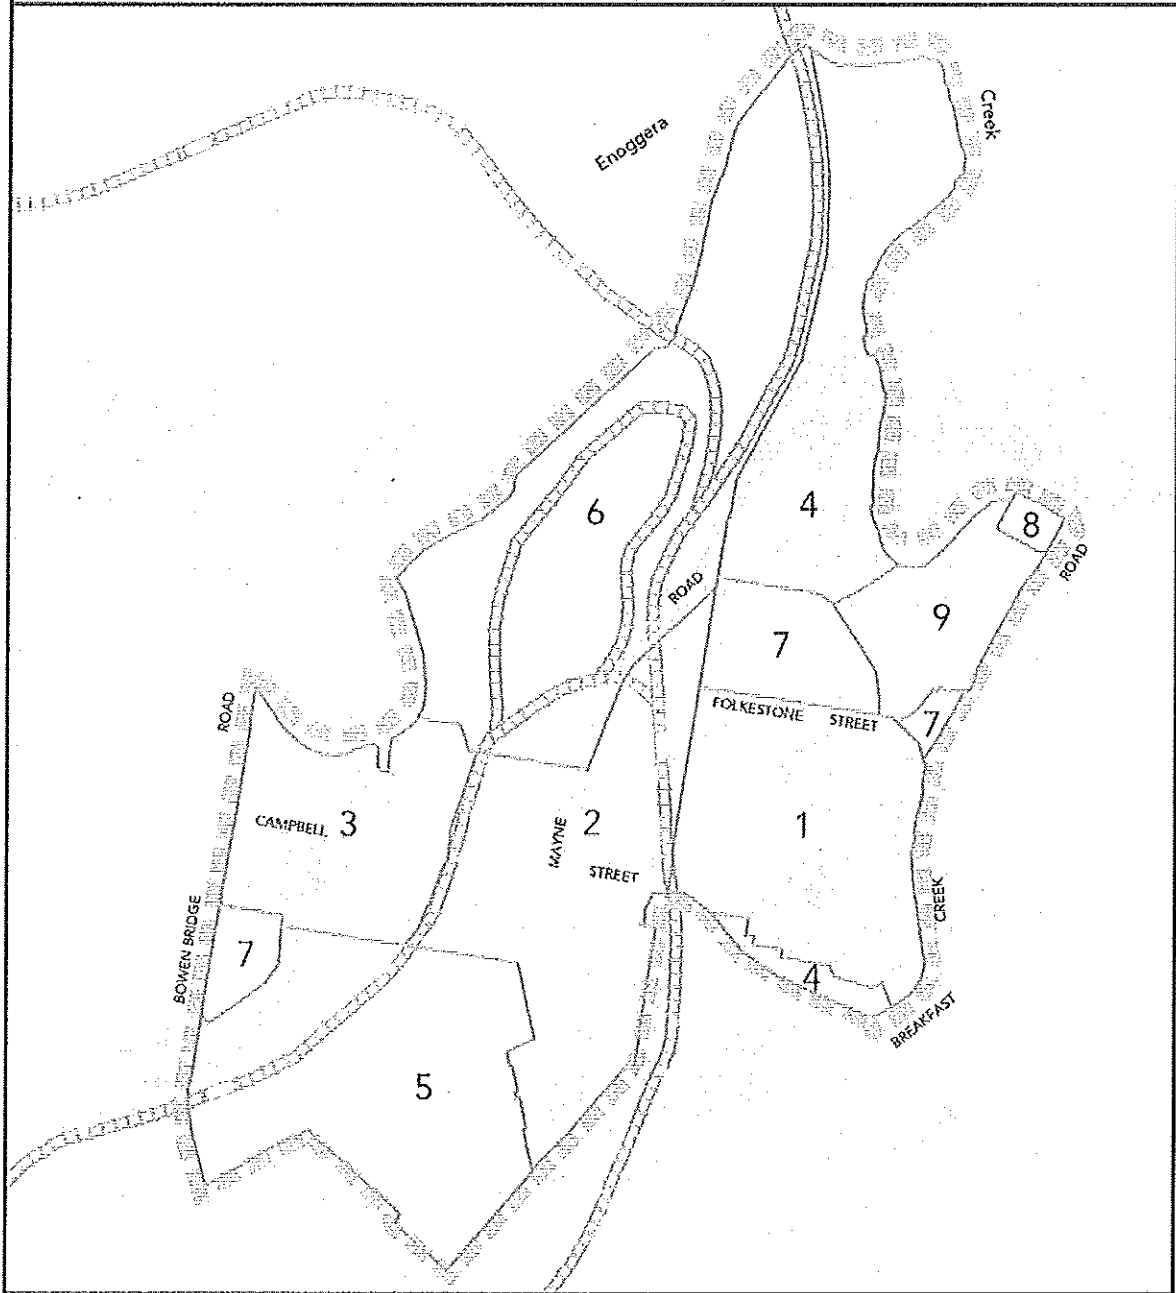 Creek
Enoggera
6
4
8
ROAD
ROAD
9
7
ROAD
FOLKESTONE STREET
7
CAMPBELL
3
MAYNE
2
1
STREET
CREEK
BOWEN BRIDGE
7
4
BREAKFAST
5